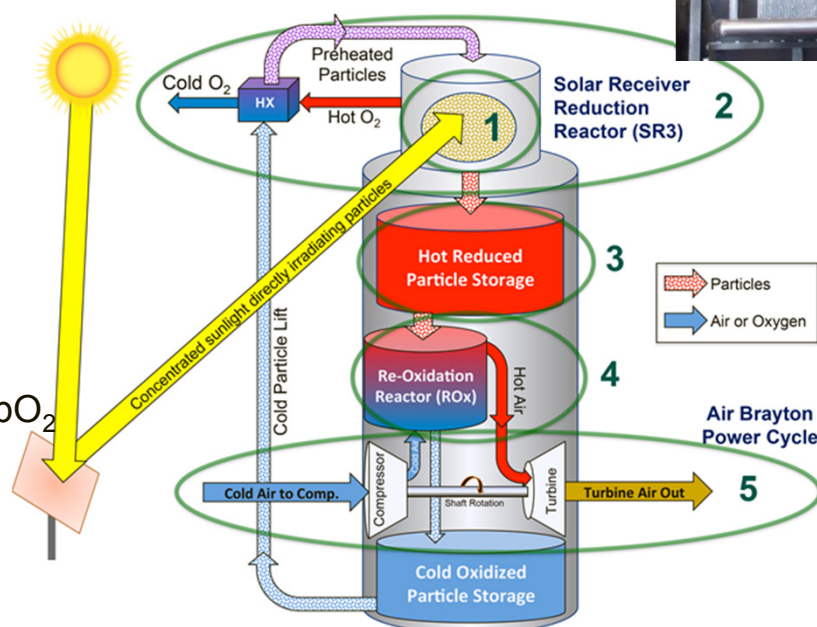 Preheated
Particles
Cold O₂
HX
Hot O₂
1
Solar Receiver
Reduction
Reactor (SR3)
2
Concentrated sunlight directly irradiating particles
Cold Particle Lift
Hot Reduced
Particle Storage
3
Particles
Air or Oxygen
Re-Oxidation
Reactor (ROx)
Hot Air
4
pO₂
Air Brayton
Power Cycle
Cold Air to Comp.
Compressor
Cold Air
Shaft Rotation
Turbine
Turbine Air Out
5
Cold Oxidized
Particle Storage